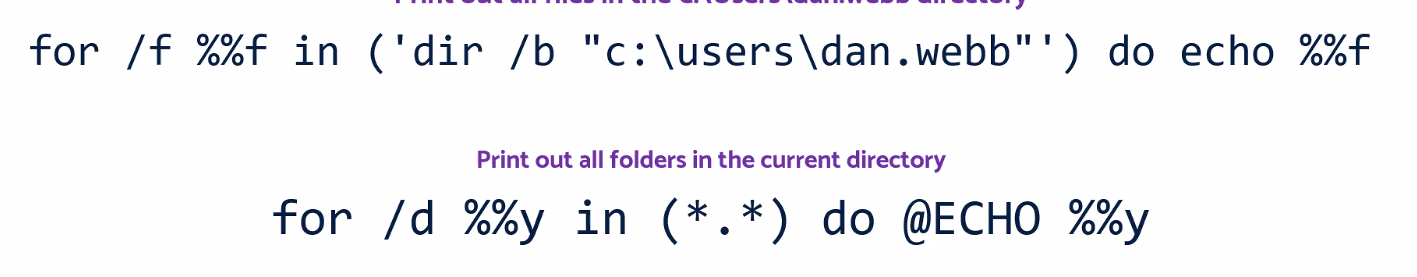 for /f %%f in ('dir /b "c:\users\dan.webb"') do echo %%f
Print out all folders in the current directory
for /d %%y in (*.*) do @ECHO %%y